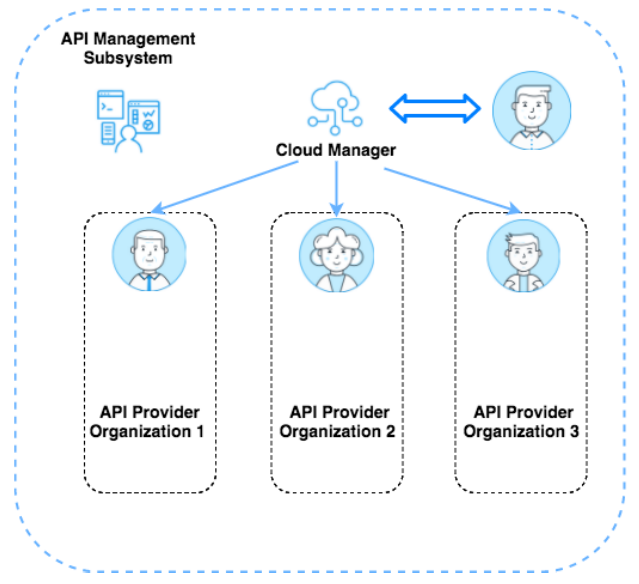 API Management
Subsystem
Cloud Manager
API Provider
Organization 1
API Provider
Organization 2
API Provider
Organization 3